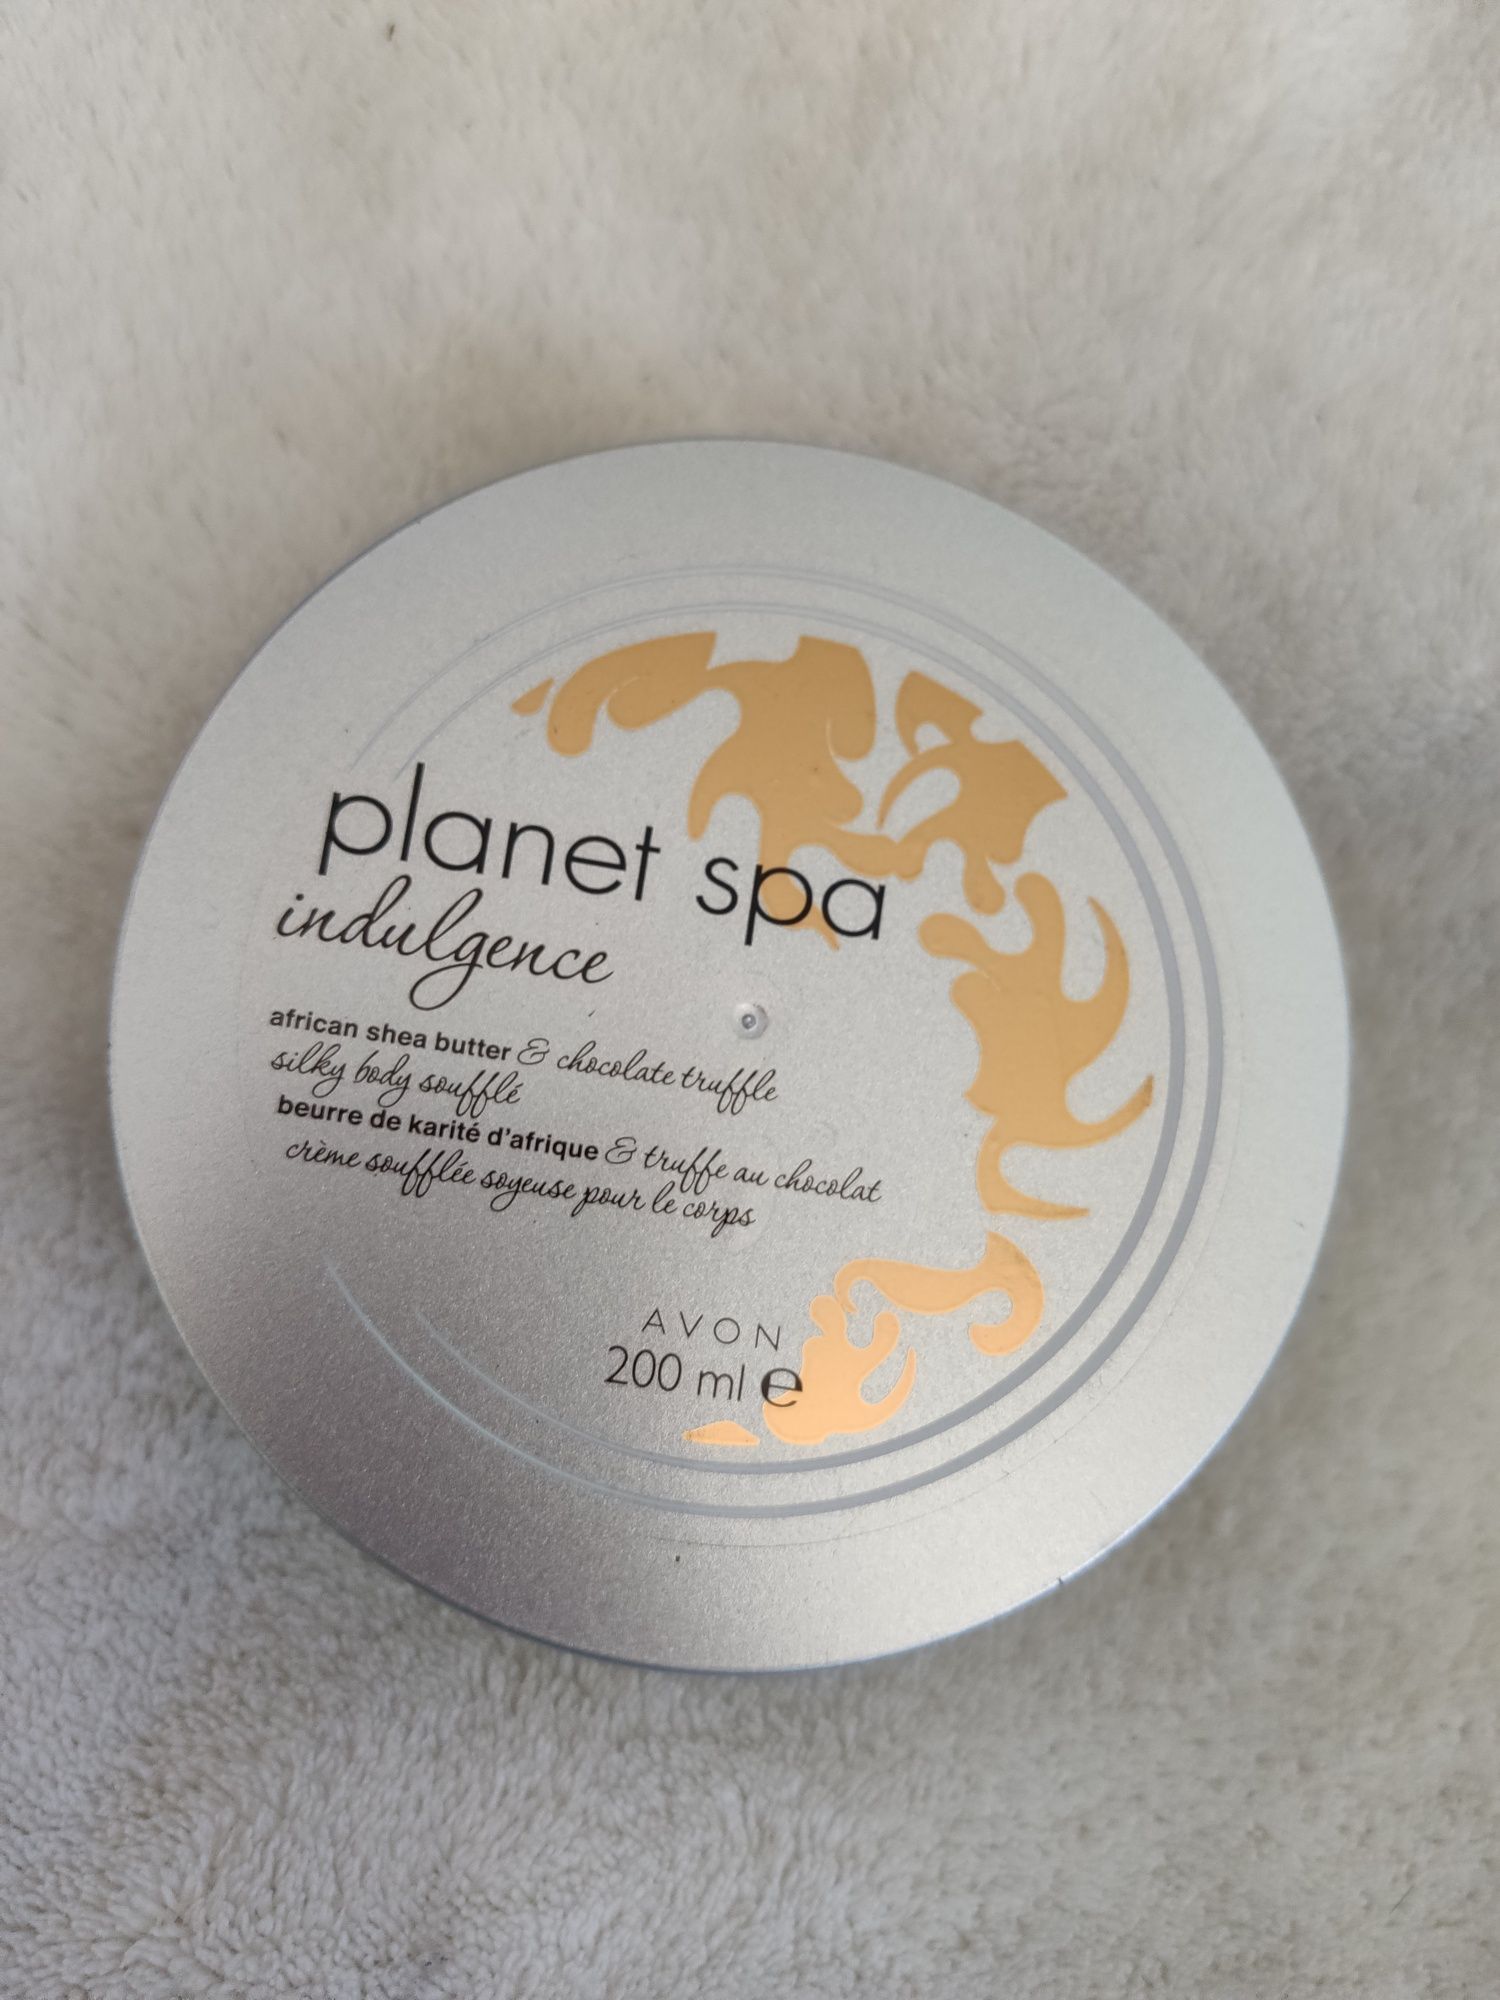 planet spa
indulgence
african shea butter & chocolate truffle
silky body soufflé
beurre de karité d'afrique & truffe au chocolat
crème soufflée soyeuse pour le corps
AVON
200 ml e